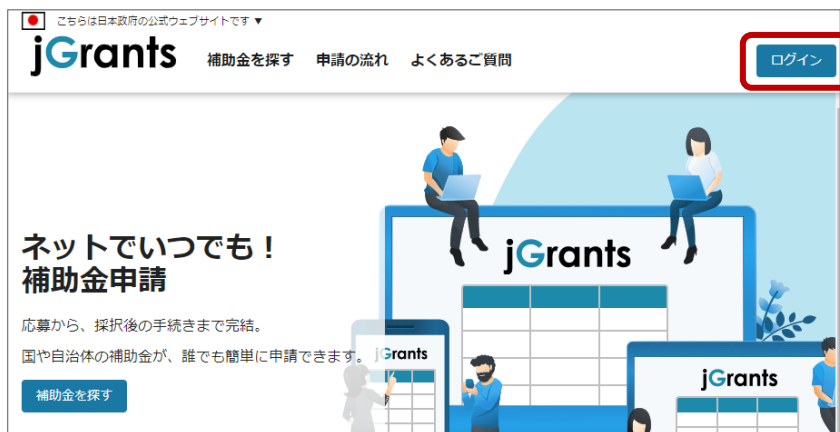 こちらは日本政府の公式ウェブサイトです ▼
jGrants 補助金を探す 申請の流れ よくあるご質問 ログイン
ネットでいつでも！
補助金申請
jGrants
応募から、採択後の手続きまで完結。
国や自治体の補助金が、誰でも簡単に申請できます。
jGrants
jGrants
補助金を探す